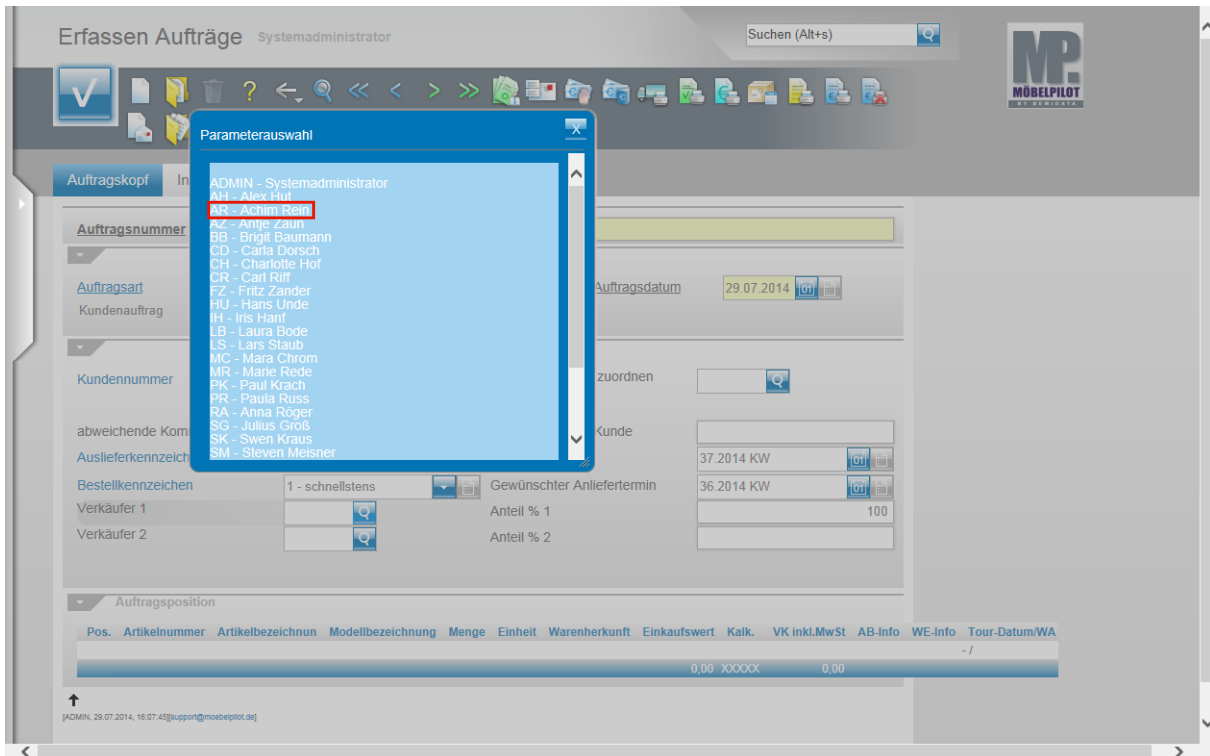 Erfassen Aufträge Systemadministrator
Suchen (Alt+s)
MP.
MÖBELPILOT
BY BEWIDATA
Parameterauswahl
X
Auftragskopf In
ADMIN - Systemadministrator
AH - Alex Hut
AR - Achim Rein
AZ - Antje Zaun
BB - Brigit Baumann
CD - Carla Dorsch
CH - Charlotte Hof
CR - Carl Riff
FZ - Fritz Zander
HU - Hans Unde
IH - Iris Hanf
LB - Laura Bode
LS - Lars Staub
MC - Mara Chrom
MR - Marie Rede
PK - Paul Krach
PR - Paula Russ
RA - Anna Röger
SG - Julius Groß
SK - Swen Kraus
SM - Steven Meisner
Auftragsnummer
Auftragsart
Auftragsdatum 29.07.2014
Kundenauftrag
Kundennummer
zuordnen
abweichende Kom
Kunde
Auslieferkennzeich
37.2014 KW
Bestellkennzeichen 1 - schnellstens Gewünschter Anliefertermin 36.2014 KW
Verkäufer 1 Anteil % 1 100
Verkäufer 2 Anteil % 2
Auftragsposition
Pos. Artikelnummer Artikelbezeichnun Modellbezeichnung Menge Einheit Warenherkunft Einkaufswert Kalk. VK inkl.MwSt AB-Info WE-Info Tour-Datum/WA
- /
0,00 XXXXX 0,00
[ADMIN, 29.07.2014, 16:07:45][support@moebelpilot.de]